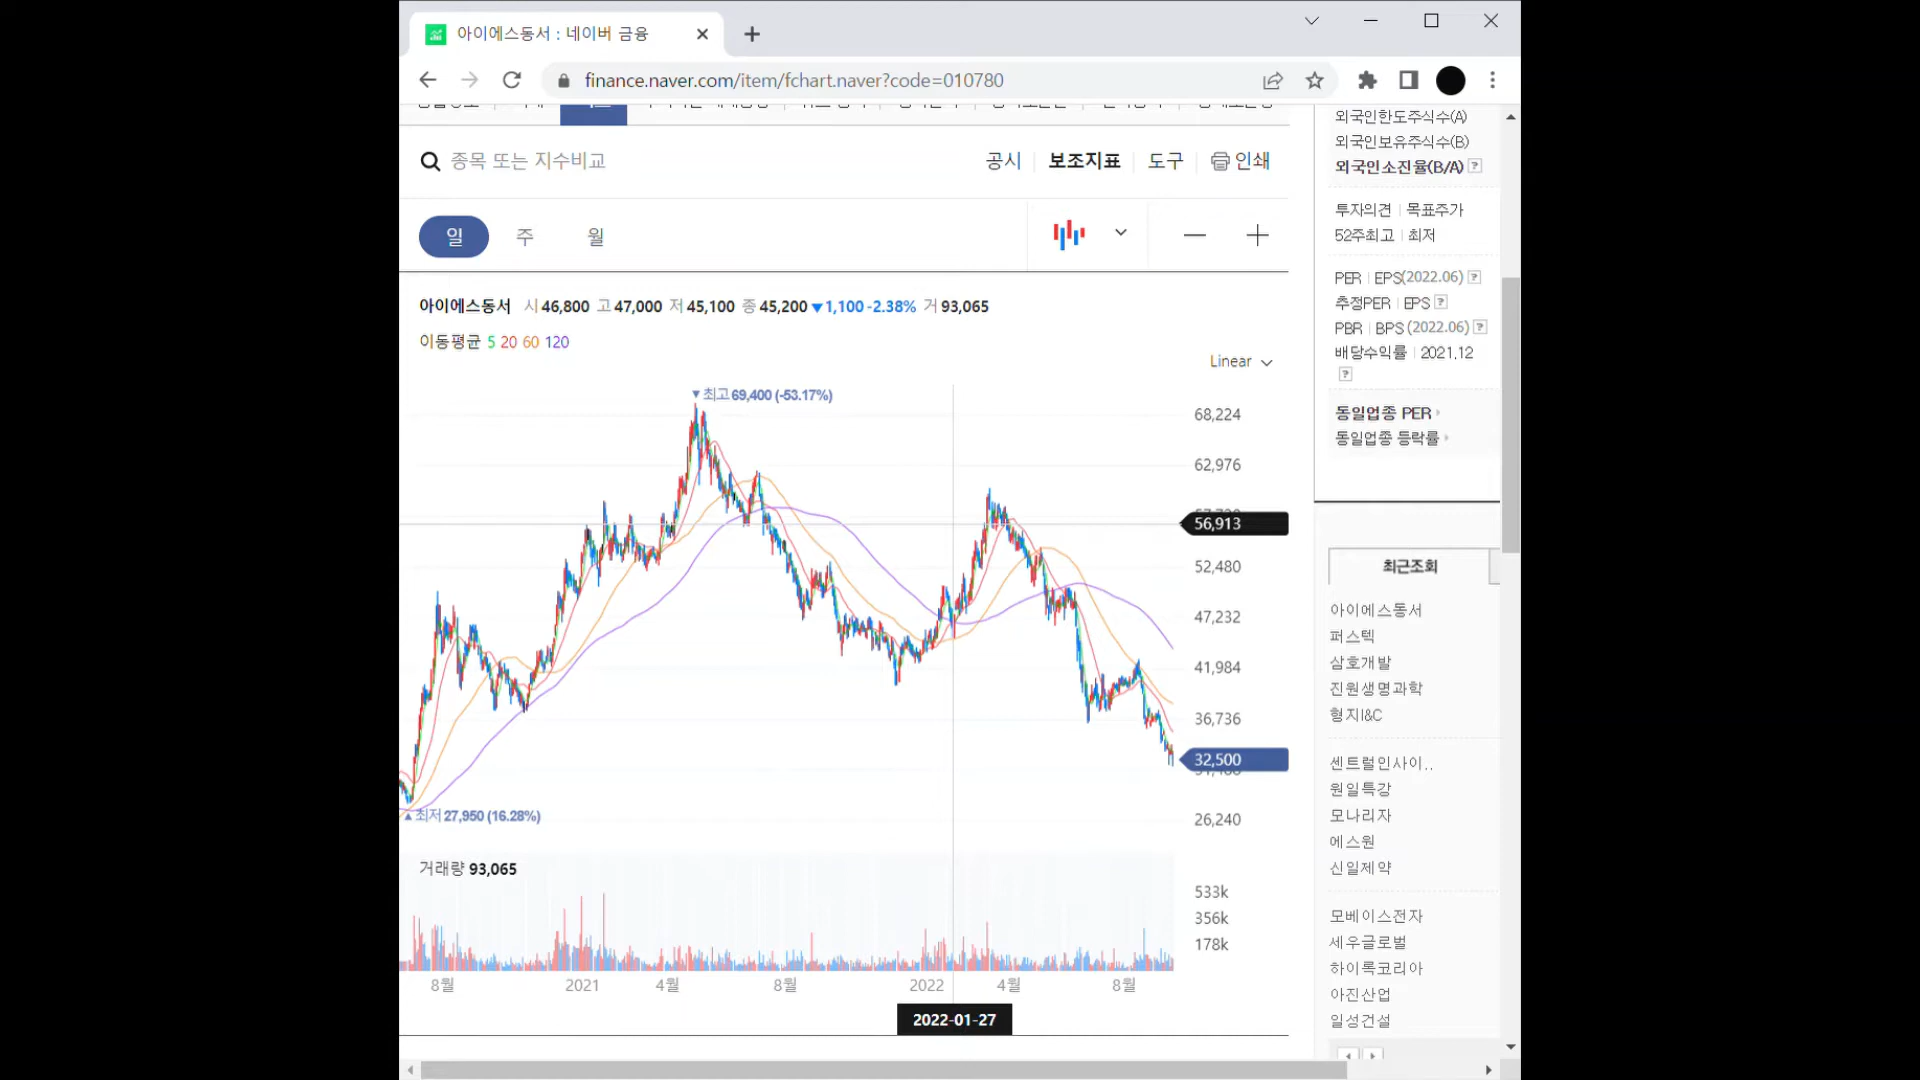 아이에스동서 : 네이버 금융
finance.naver.com/item/fchart.naver?code=010780
종목 또는 지수비교
공시 보조지표 도구 인쇄
일 주 월
아이에스동서 시 46,800 고 47,000 저 45,100 종 45,200 ▼1,100 -2.38% 거 93,065
이동평균 5 20 60 120
Linear
▼최고 69,400 (-53.17%)
68,224
62,976
56,913
52,480
47,232
41,984
36,736
32,500
26,240
▲최저 27,950 (16.28%)
거래량 93,065
533k
356k
178k
8월 2021 4월 8월 2022 4월 8월
2022-01-27
외국인한도주식수(A)
외국인보유주식수(B)
외국인소진율(B/A) ?
투자의견 | 목표주가
52주최고 | 최저
PER | EPS(2022.06) ?
추정PER | EPS ?
PBR | BPS (2022.06) ?
배당수익률 | 2021.12
?
동일업종 PER
동일업종 등락률
최근조회
아이에스동서
퍼스텍
삼호개발
진원생명과학
형지I&C
센트럴인사이..
원일특강
모나리자
에스원
신일제약
모베이스전자
세우글로벌
하이록코리아
아진산업
일성건설